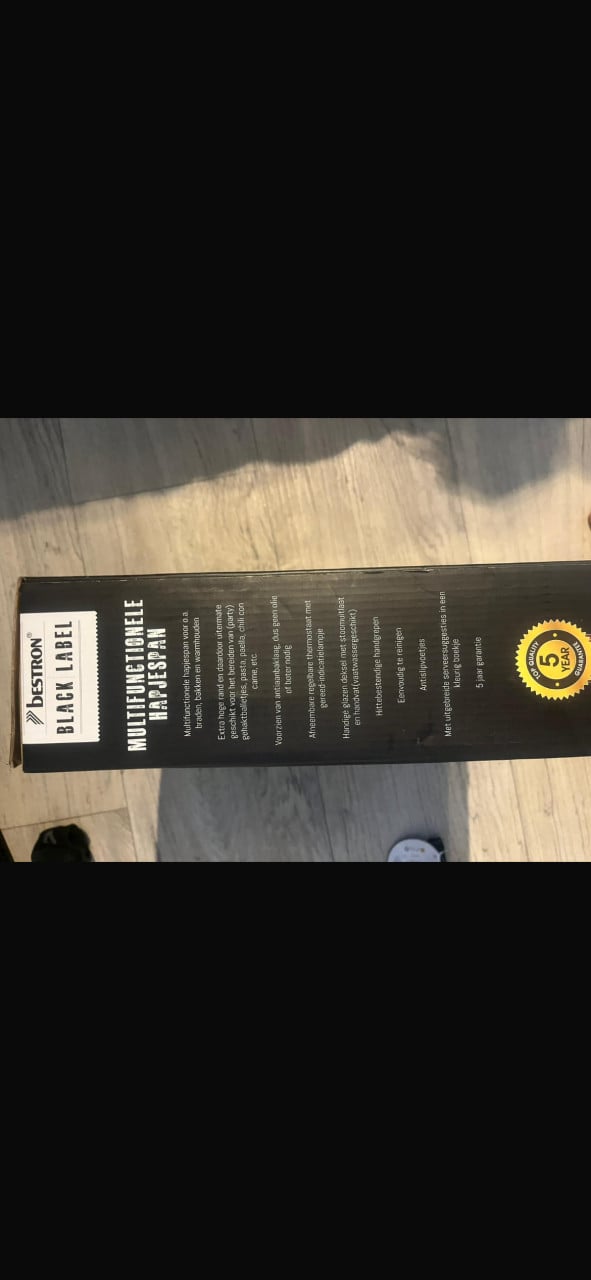 bestron®
BLACK LABEL
MULTIFUNCTIONELE
HAPJESPAN
Multifunctionele hapjespan voor o.a.
braden, bakken en warmhouden
Extra hoge rand en daardoor uitermate
geschikt voor het bereiden van (party)
gehaktballetjes, pasta, paella, chili con
carne, etc.
Voorzien van antiaanbaklaag, dus geen olie
of boter nodig
Afneembare regelbare thermostaat met
gereed-indicatielampje
Handige glazen deksel met stoomuitlaat
en handvat (vaatwassergeschikt)
Hittebestendige handgrepen
Eenvoudig te reinigen
Antislipvoetjes
Met uitgebreide serveersuggesties in een
kleurig boekje
5 jaar garantie
TOP QUALITY
5
YEAR
GUARANTEE